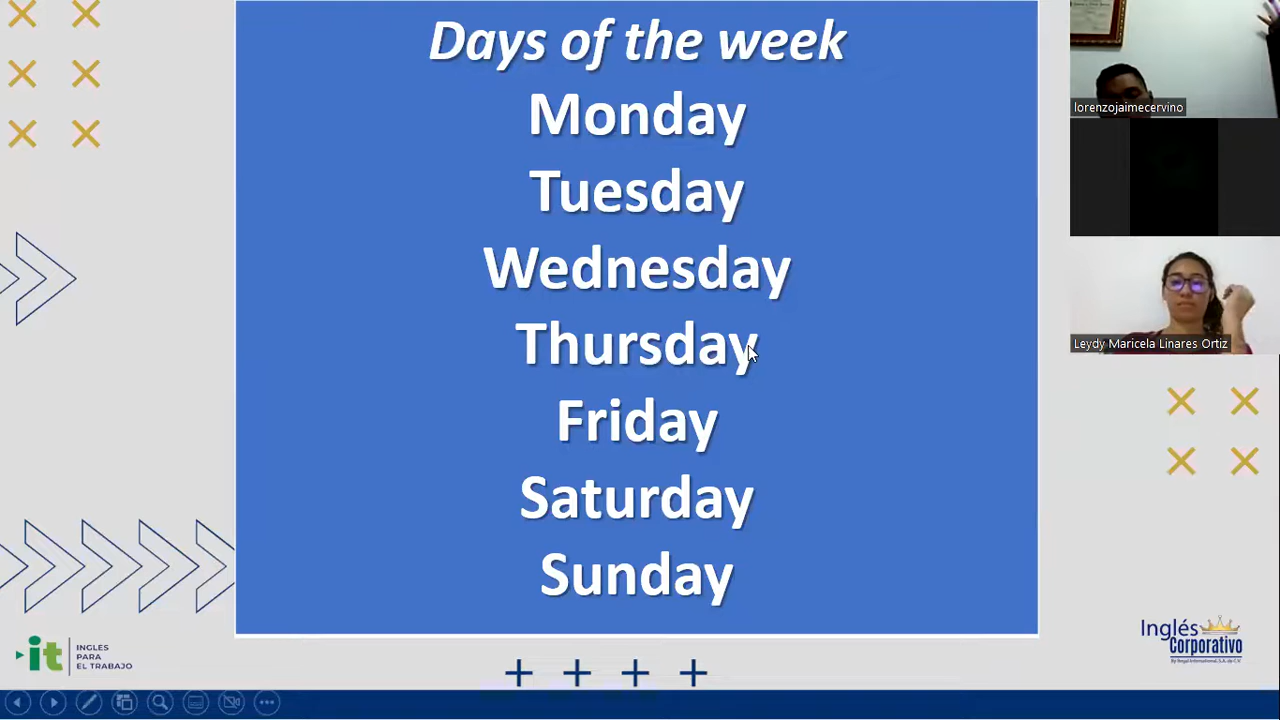 Days of the week
Monday
Tuesday
Wednesday
Thursday
Friday
Saturday
Sunday
lorenzojaimecervino
Leydy Maricela Linares Ortiz
it
INGLES
PARA
EL TRABAJO
Inglés
Corporativo